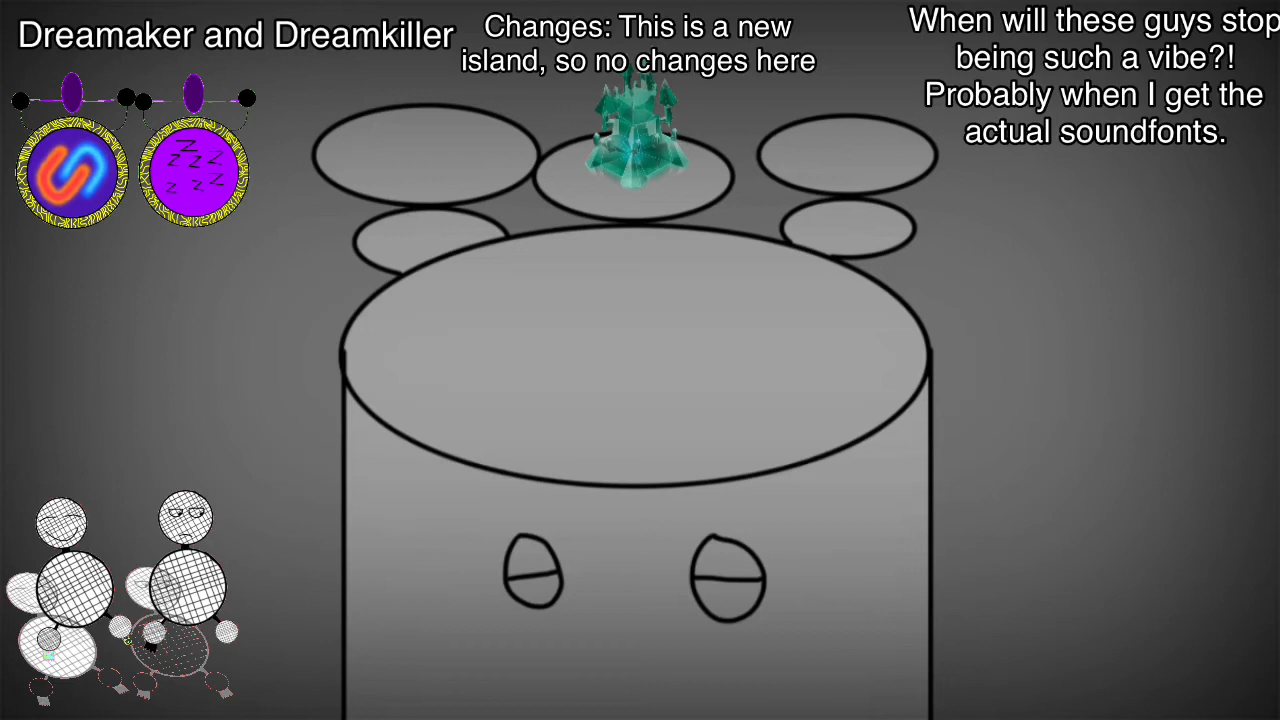 Dreamaker and Dreamkiller
Changes: This is a new
island, so no changes here
When will these guys stop
being such a vibe?!
Probably when I get the
actual soundfonts.
z z z
z z z
z z z